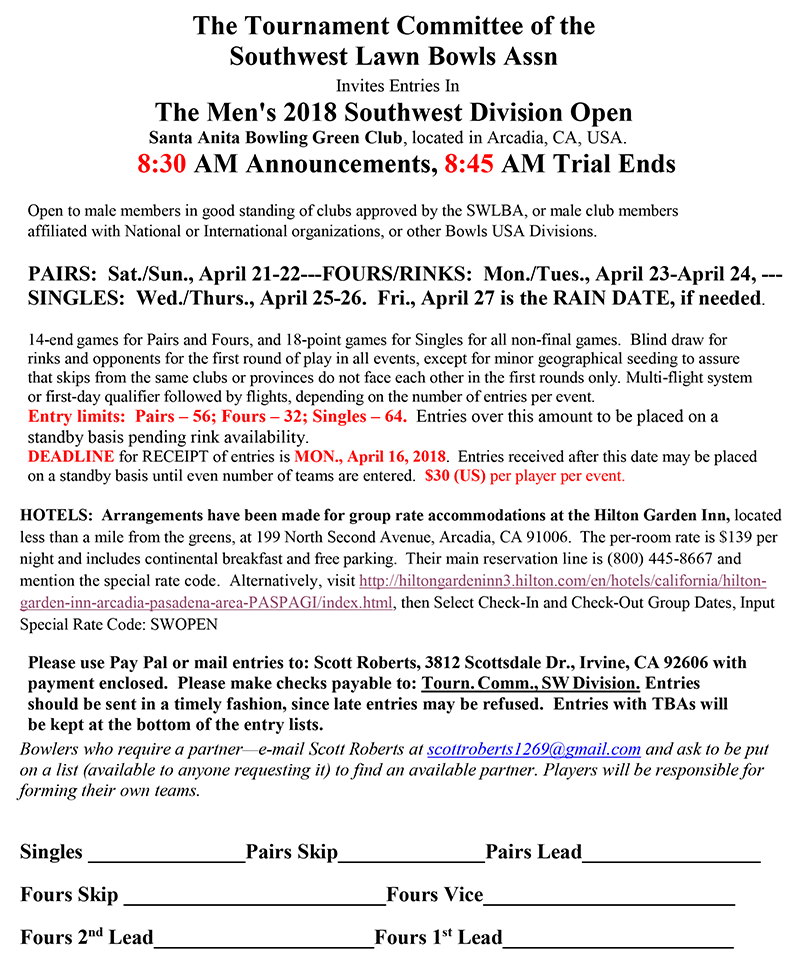 The Tournament Committee of the
Southwest Lawn Bowls Assn
Invites Entries In
The Men's 2018 Southwest Division Open
Santa Anita Bowling Green Club, located in Arcadia, CA, USA.
8:30 AM Announcements, 8:45 AM Trial Ends
Open to male members in good standing of clubs approved by the SWLBA, or male club members
affiliated with National or International organizations, or other Bowls USA Divisions.
PAIRS: Sat./Sun., April 21-22---FOURS/RINKS: Mon./Tues., April 23-April 24, ---
SINGLES: Wed./Thurs., April 25-26. Fri., April 27 is the RAIN DATE, if needed.
14-end games for Pairs and Fours, and 18-point games for Singles for all non-final games. Blind draw for
rinks and opponents for the first round of play in all events, except for minor geographical seeding to assure
that skips from the same clubs or provinces do not face each other in the first rounds only. Multi-flight system
or first-day qualifier followed by flights, depending on the number of entries per event.
Entry limits: Pairs – 56; Fours – 32; Singles – 64. Entries over this amount to be placed on a
standby basis pending rink availability.
DEADLINE for RECEIPT of entries is MON., April 16, 2018. Entries received after this date may be placed
on a standby basis until even number of teams are entered. $30 (US) per player per event.
HOTELS: Arrangements have been made for group rate accommodations at the Hilton Garden Inn, located
less than a mile from the greens, at 199 North Second Avenue, Arcadia, CA 91006. The per-room rate is $139 per
night and includes continental breakfast and free parking. Their main reservation line is (800) 445-8667 and
mention the special rate code. Alternatively, visit http://hiltongardeninn3.hilton.com/en/hotels/california/hilton-
garden-inn-arcadia-pasadena-area-PASPAGI/index.html, then Select Check-In and Check-Out Group Dates, Input
Special Rate Code: SWOPEN
Please use Pay Pal or mail entries to: Scott Roberts, 3812 Scottsdale Dr., Irvine, CA 92606 with
payment enclosed. Please make checks payable to: Tourn. Comm., SW Division. Entries
should be sent in a timely fashion, since late entries may be refused. Entries with TBAs will
be kept at the bottom of the entry lists.
Bowlers who require a partner—e-mail Scott Roberts at scottroberts1269@gmail.com and ask to be put
on a list (available to anyone requesting it) to find an available partner. Players will be responsible for
forming their own teams.
Singles _______________Pairs Skip______________Pairs Lead_________________
Fours Skip _________________________Fours Vice________________________
Fours 2nd Lead_____________________Fours 1st Lead______________________